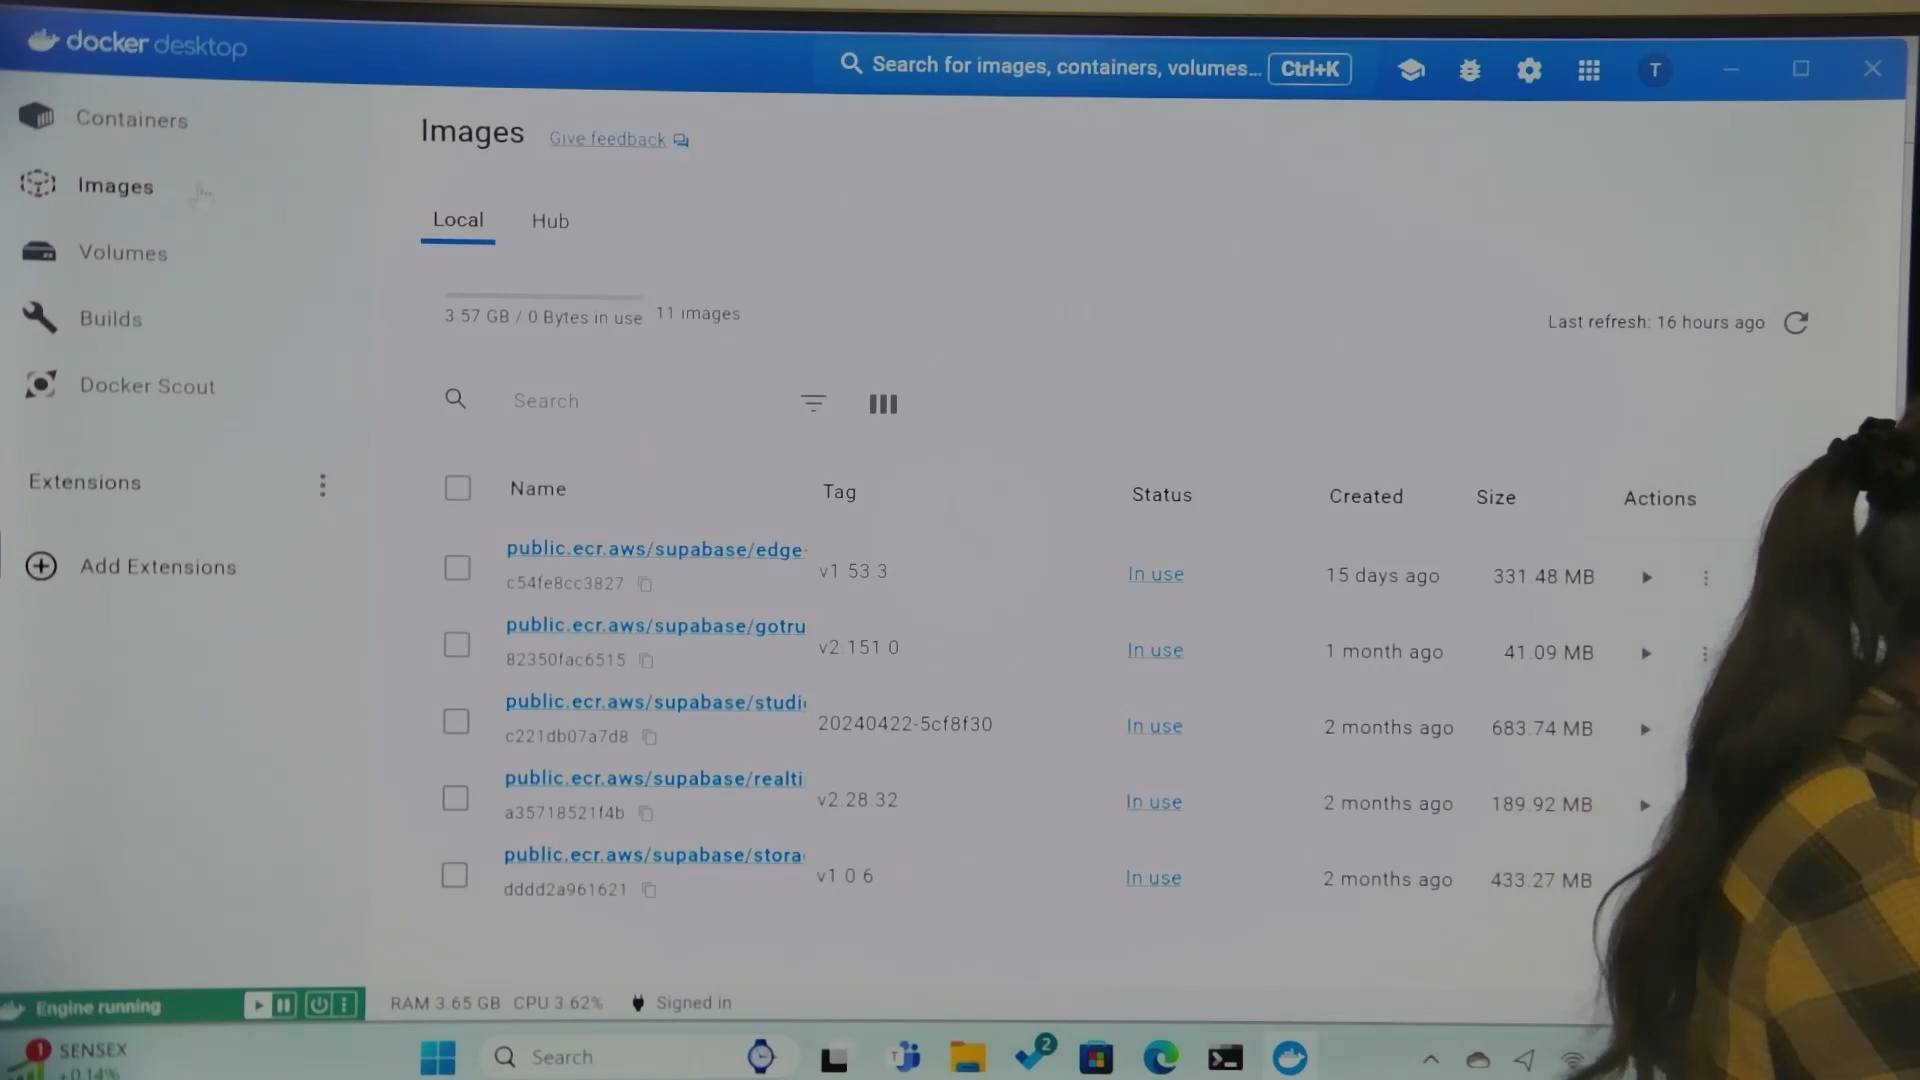 docker desktop
Search for images, containers, volumes... Ctrl+K
T
Containers
Images
Volumes
Builds
Docker Scout
Extensions
Add Extensions
Images Give feedback
Local Hub
3.57 GB / 0 Bytes in use 11 images
Last refresh: 16 hours ago
Search
Name Tag Status Created Size Actions
public.ecr.aws/supabase/edge-
c54fe8cc3827
v1 53 3 In use 15 days ago 331 48 MB
public.ecr.aws/supabase/gotru
82350fac6515
v2 151 0 In use 1 month ago 41.09 MB
public.ecr.aws/supabase/studi
c221db07a7d8
20240422-5cf8f30 In use 2 months ago 683.74 MB
public.ecr.aws/supabase/realti
a35718521f4b
v2.28.32 In use 2 months ago 189.92 MB
public.ecr.aws/supabase/stora
dddd2a961621
v1 0 6 In use 2 months ago 433.27 MB
Engine running
RAM 3.65 GB CPU 3.62% Signed in
1 SENSEX
+0.14%
Search
T
2